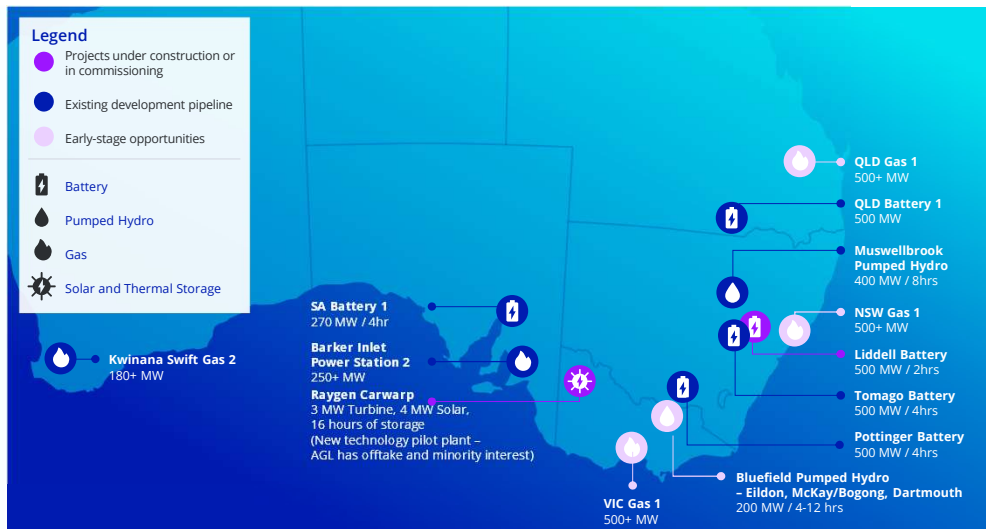 Legend
Projects under construction or
in commissioning
Existing development pipeline
Early-stage opportunities
Battery
Pumped Hydro
Gas
Solar and Thermal Storage
QLD Gas 1
500+ MW
QLD Battery 1
500 MW
Muswellbrook
Pumped Hydro
400 MW / 8hrs
NSW Gas 1
500+ MW
Liddell Battery
500 MW / 2hrs
Tomago Battery
500 MW / 4hrs
Pottinger Battery
500 MW / 4hrs
Bluefield Pumped Hydro
– Eildon, McKay/Bogong, Dartmouth
200 MW / 4-12 hrs
VIC Gas 1
500+ MW
SA Battery 1
270 MW / 4hr
Barker Inlet
Power Station 2
250+ MW
Raygen Carwarp
3 MW Turbine, 4 MW Solar,
16 hours of storage
(New technology pilot plant –
AGL has offtake and minority interest)
Kwinana Swift Gas 2
180+ MW